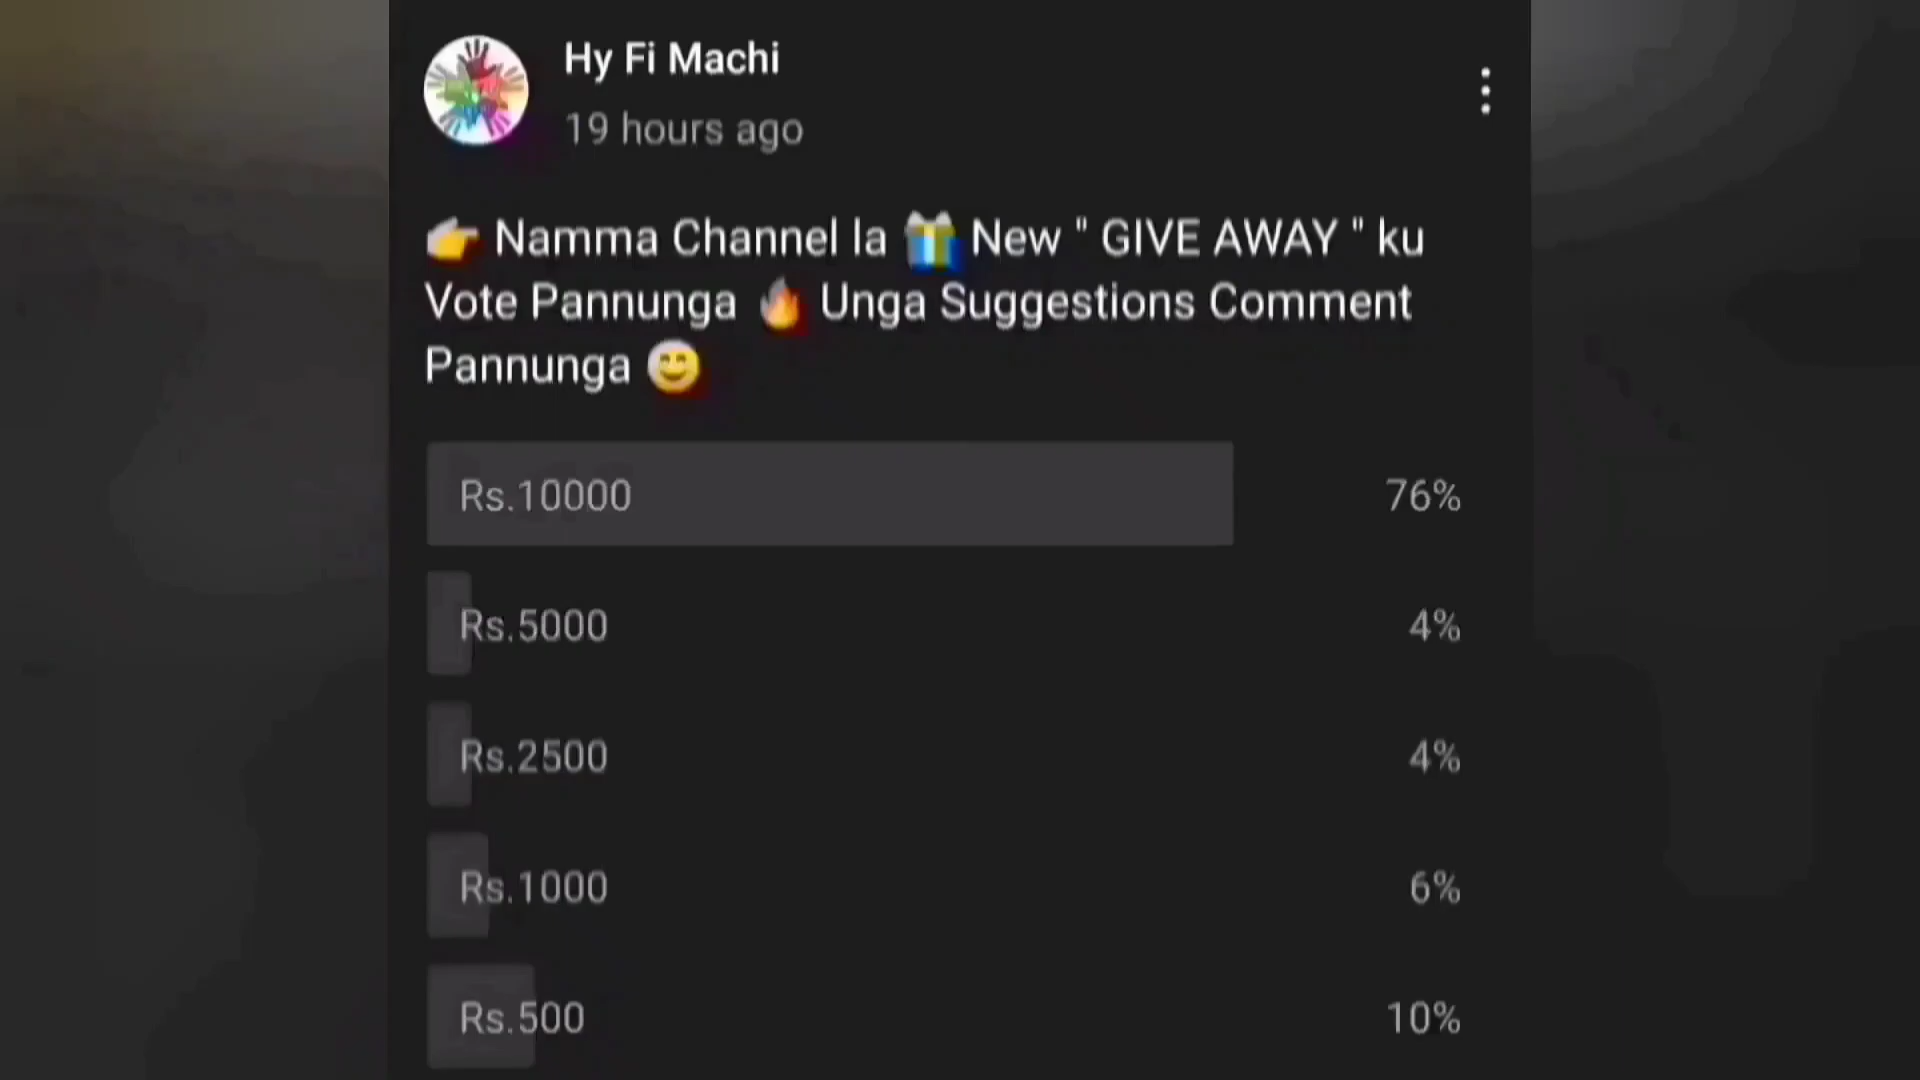 Hy Fi Machi
19 hours ago
👉 Namma Channel la 🎁 New " GIVE AWAY " ku
Vote Pannunga 🔥 Unga Suggestions Comment
Pannunga 😊
Rs.10000 76%
Rs.5000 4%
Rs.2500 4%
Rs.1000 6%
Rs.500 10%